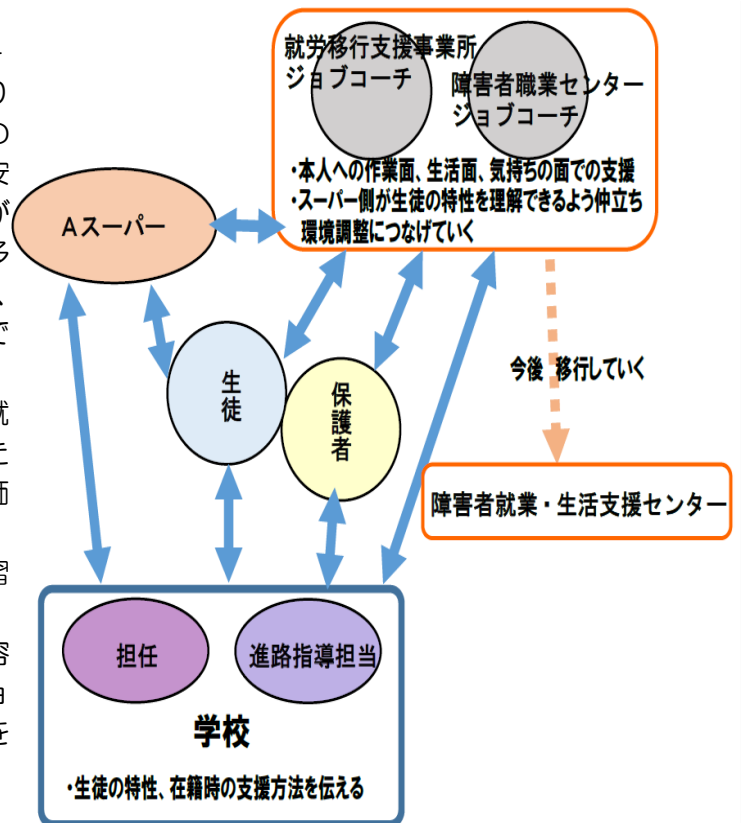 就労移行支援事業所
ジョブコーチ
障害者職業センター
ジョブコーチ
・本人への作業面、生活面、気持ちの面での支援
・スーパー側が生徒の特性を理解できるよう仲立ち
環境調整につなげていく
Aスーパー
生徒
保護者
今後 移行していく
障害者就業・生活支援センター
担任
進路指導担当
学校
・生徒の特性、在籍時の支援方法を伝える